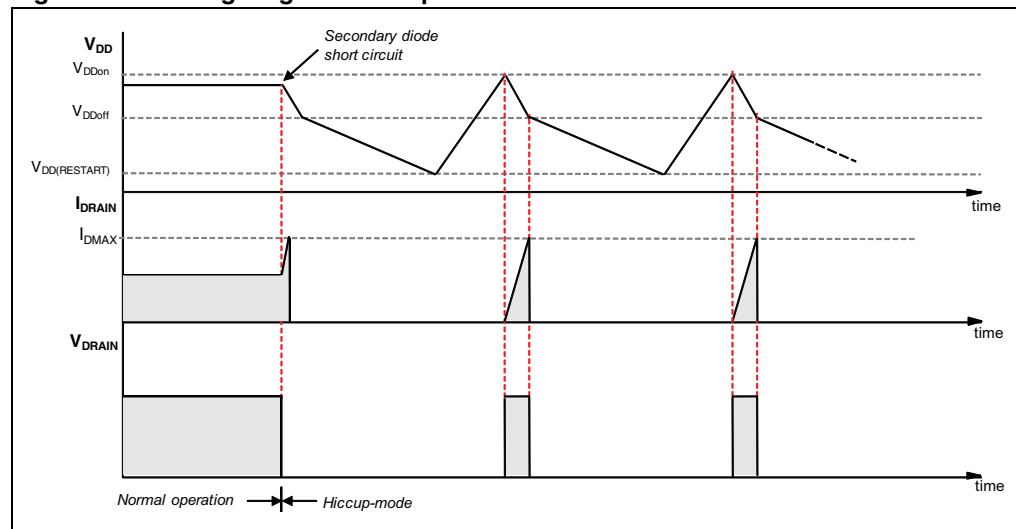 Secondary diode
short circuit
VDD
VDDon
VDDoff
VDD(RESTART)
time
IDRAIN
IDMAX
time
VDRAIN
time
Normal operation
Hiccup-mode